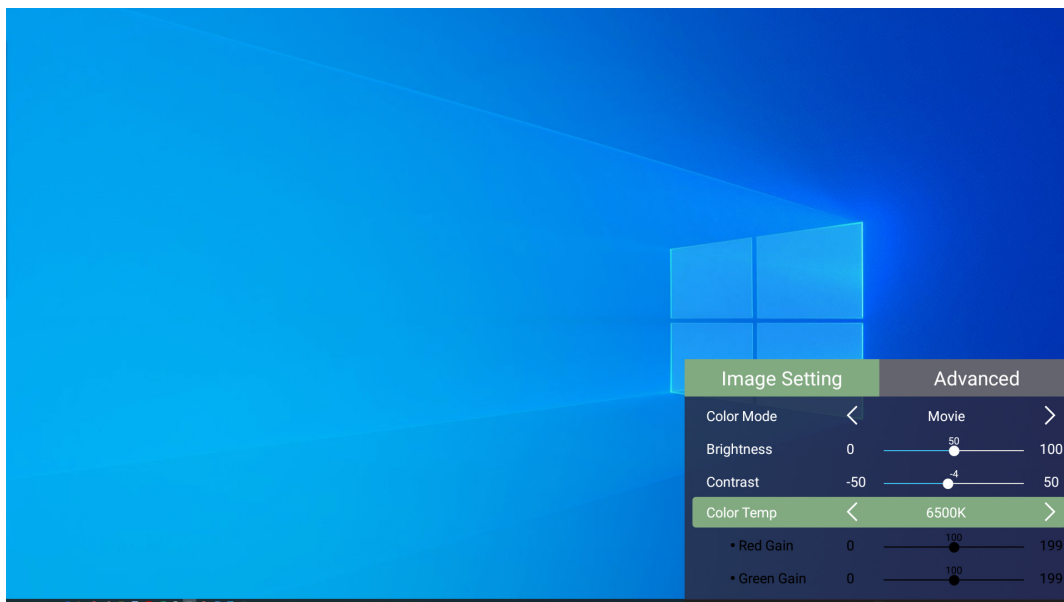 Image Setting Advanced
Color Mode Movie
50
Brightness 0 100
-4
Contrast -50 50
Color Temp 6500K
100
• Red Gain 0 199
100
• Green Gain 0 199